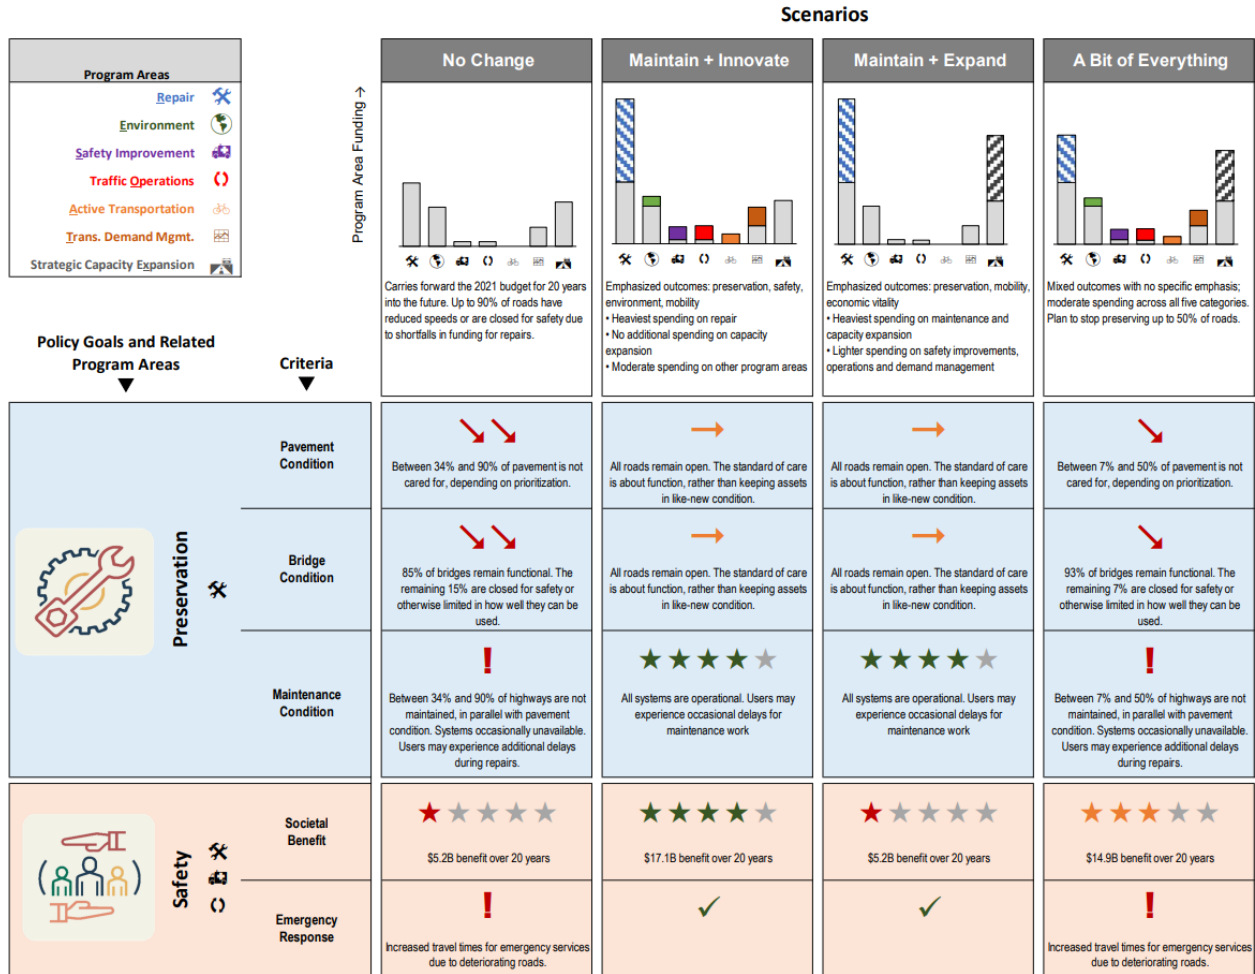 Scenarios
Program Areas
Repair
Environment
Safety Improvement
Traffic Operations
Active Transportation
Trans. Demand Mgmt.
Strategic Capacity Expansion
Policy Goals and Related
Program Areas
Criteria
Program Area Funding →
No Change
Carries forward the 2021 budget for 20 years
into the future. Up to 90% of roads have
reduced speeds or are closed for safety due
to shortfalls in funding for repairs.
Maintain + Innovate
Emphasized outcomes: preservation, safety,
environment, mobility
• Heaviest spending on repair
• No additional spending on capacity
expansion
• Moderate spending on other program areas
Maintain + Expand
Emphasized outcomes: preservation, mobility,
economic vitality
• Heaviest spending on maintenance and
capacity expansion
• Lighter spending on safety improvements,
operations and demand management
A Bit of Everything
Mixed outcomes with no specific emphasis;
moderate spending across all five categories.
Plan to stop preserving up to 50% of roads.
Preservation
Pavement
Condition
Between 34% and 90% of pavement is not
cared for, depending on prioritization.
All roads remain open. The standard of care
is about function, rather than keeping assets
in like-new condition.
All roads remain open. The standard of care
is about function, rather than keeping assets
in like-new condition.
Between 7% and 50% of pavement is not
cared for, depending on prioritization.
Bridge
Condition
85% of bridges remain functional. The
remaining 15% are closed for safety or
otherwise limited in how well they can be
used.
All roads remain open. The standard of care
is about function, rather than keeping assets
in like-new condition.
All roads remain open. The standard of care
is about function, rather than keeping assets
in like-new condition.
93% of bridges remain functional. The
remaining 7% are closed for safety or
otherwise limited in how well they can be
used.
Maintenance
Condition
Between 34% and 90% of highways are not
maintained, in parallel with pavement
condition. Systems occasionally unavailable.
Users may experience additional delays
during repairs.
All systems are operational. Users may
experience occasional delays for
maintenance work
All systems are operational. Users may
experience occasional delays for
maintenance work
Between 7% and 50% of highways are not
maintained, in parallel with pavement
condition. Systems occasionally unavailable.
Users may experience additional delays
during repairs.
Safety
Societal
Benefit
$5.2B benefit over 20 years
$17.1B benefit over 20 years
$5.2B benefit over 20 years
$14.9B benefit over 20 years
Emergency
Response
Increased travel times for emergency services
due to deteriorating roads.
Increased travel times for emergency services
due to deteriorating roads.